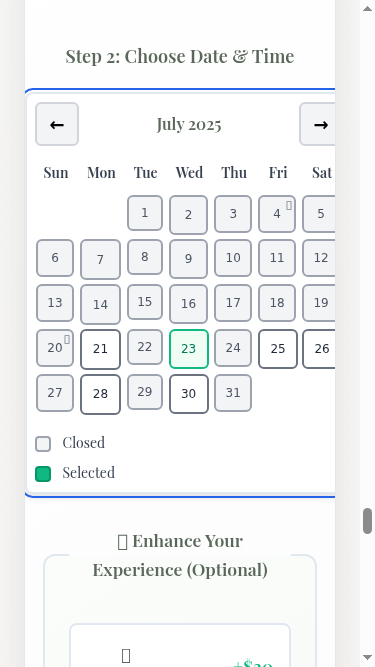 Step 2: Choose Date & Time
← July 2025 →
Sun Mon Tue Wed Thu Fri Sat
1 2 3 4 5
6 7 8 9 10 11 12
13 14 15 16 17 18 19
20 21 22 23 24 25 26
27 28 29 30 31
Closed
Selected
Enhance Your
Experience (Optional)
+$20